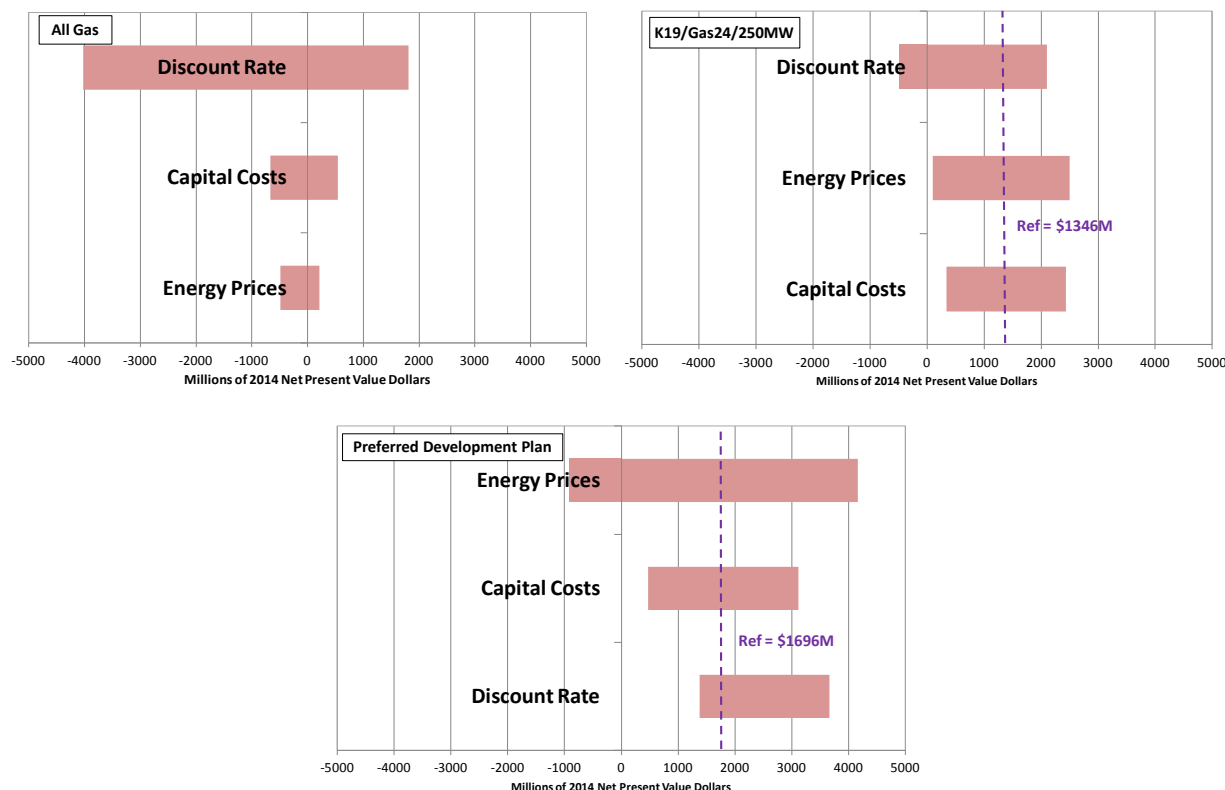 All Gas
Discount Rate
Capital Costs
Energy Prices
-5000 -4000 -3000 -2000 -1000 0 1000 2000 3000 4000 5000
Millions of 2014 Net Present Value Dollars
K19/Gas24/250MW
Discount Rate
Energy Prices
Ref = $1346M
Capital Costs
-5000 -4000 -3000 -2000 -1000 0 1000 2000 3000 4000 5000
Millions of 2014 Net Present Value Dollars
Preferred Development Plan
Energy Prices
Capital Costs
Ref = $1696M
Discount Rate
-5000 -4000 -3000 -2000 -1000 0 1000 2000 3000 4000 5000
Millions of 2014 Net Present Value Dollars